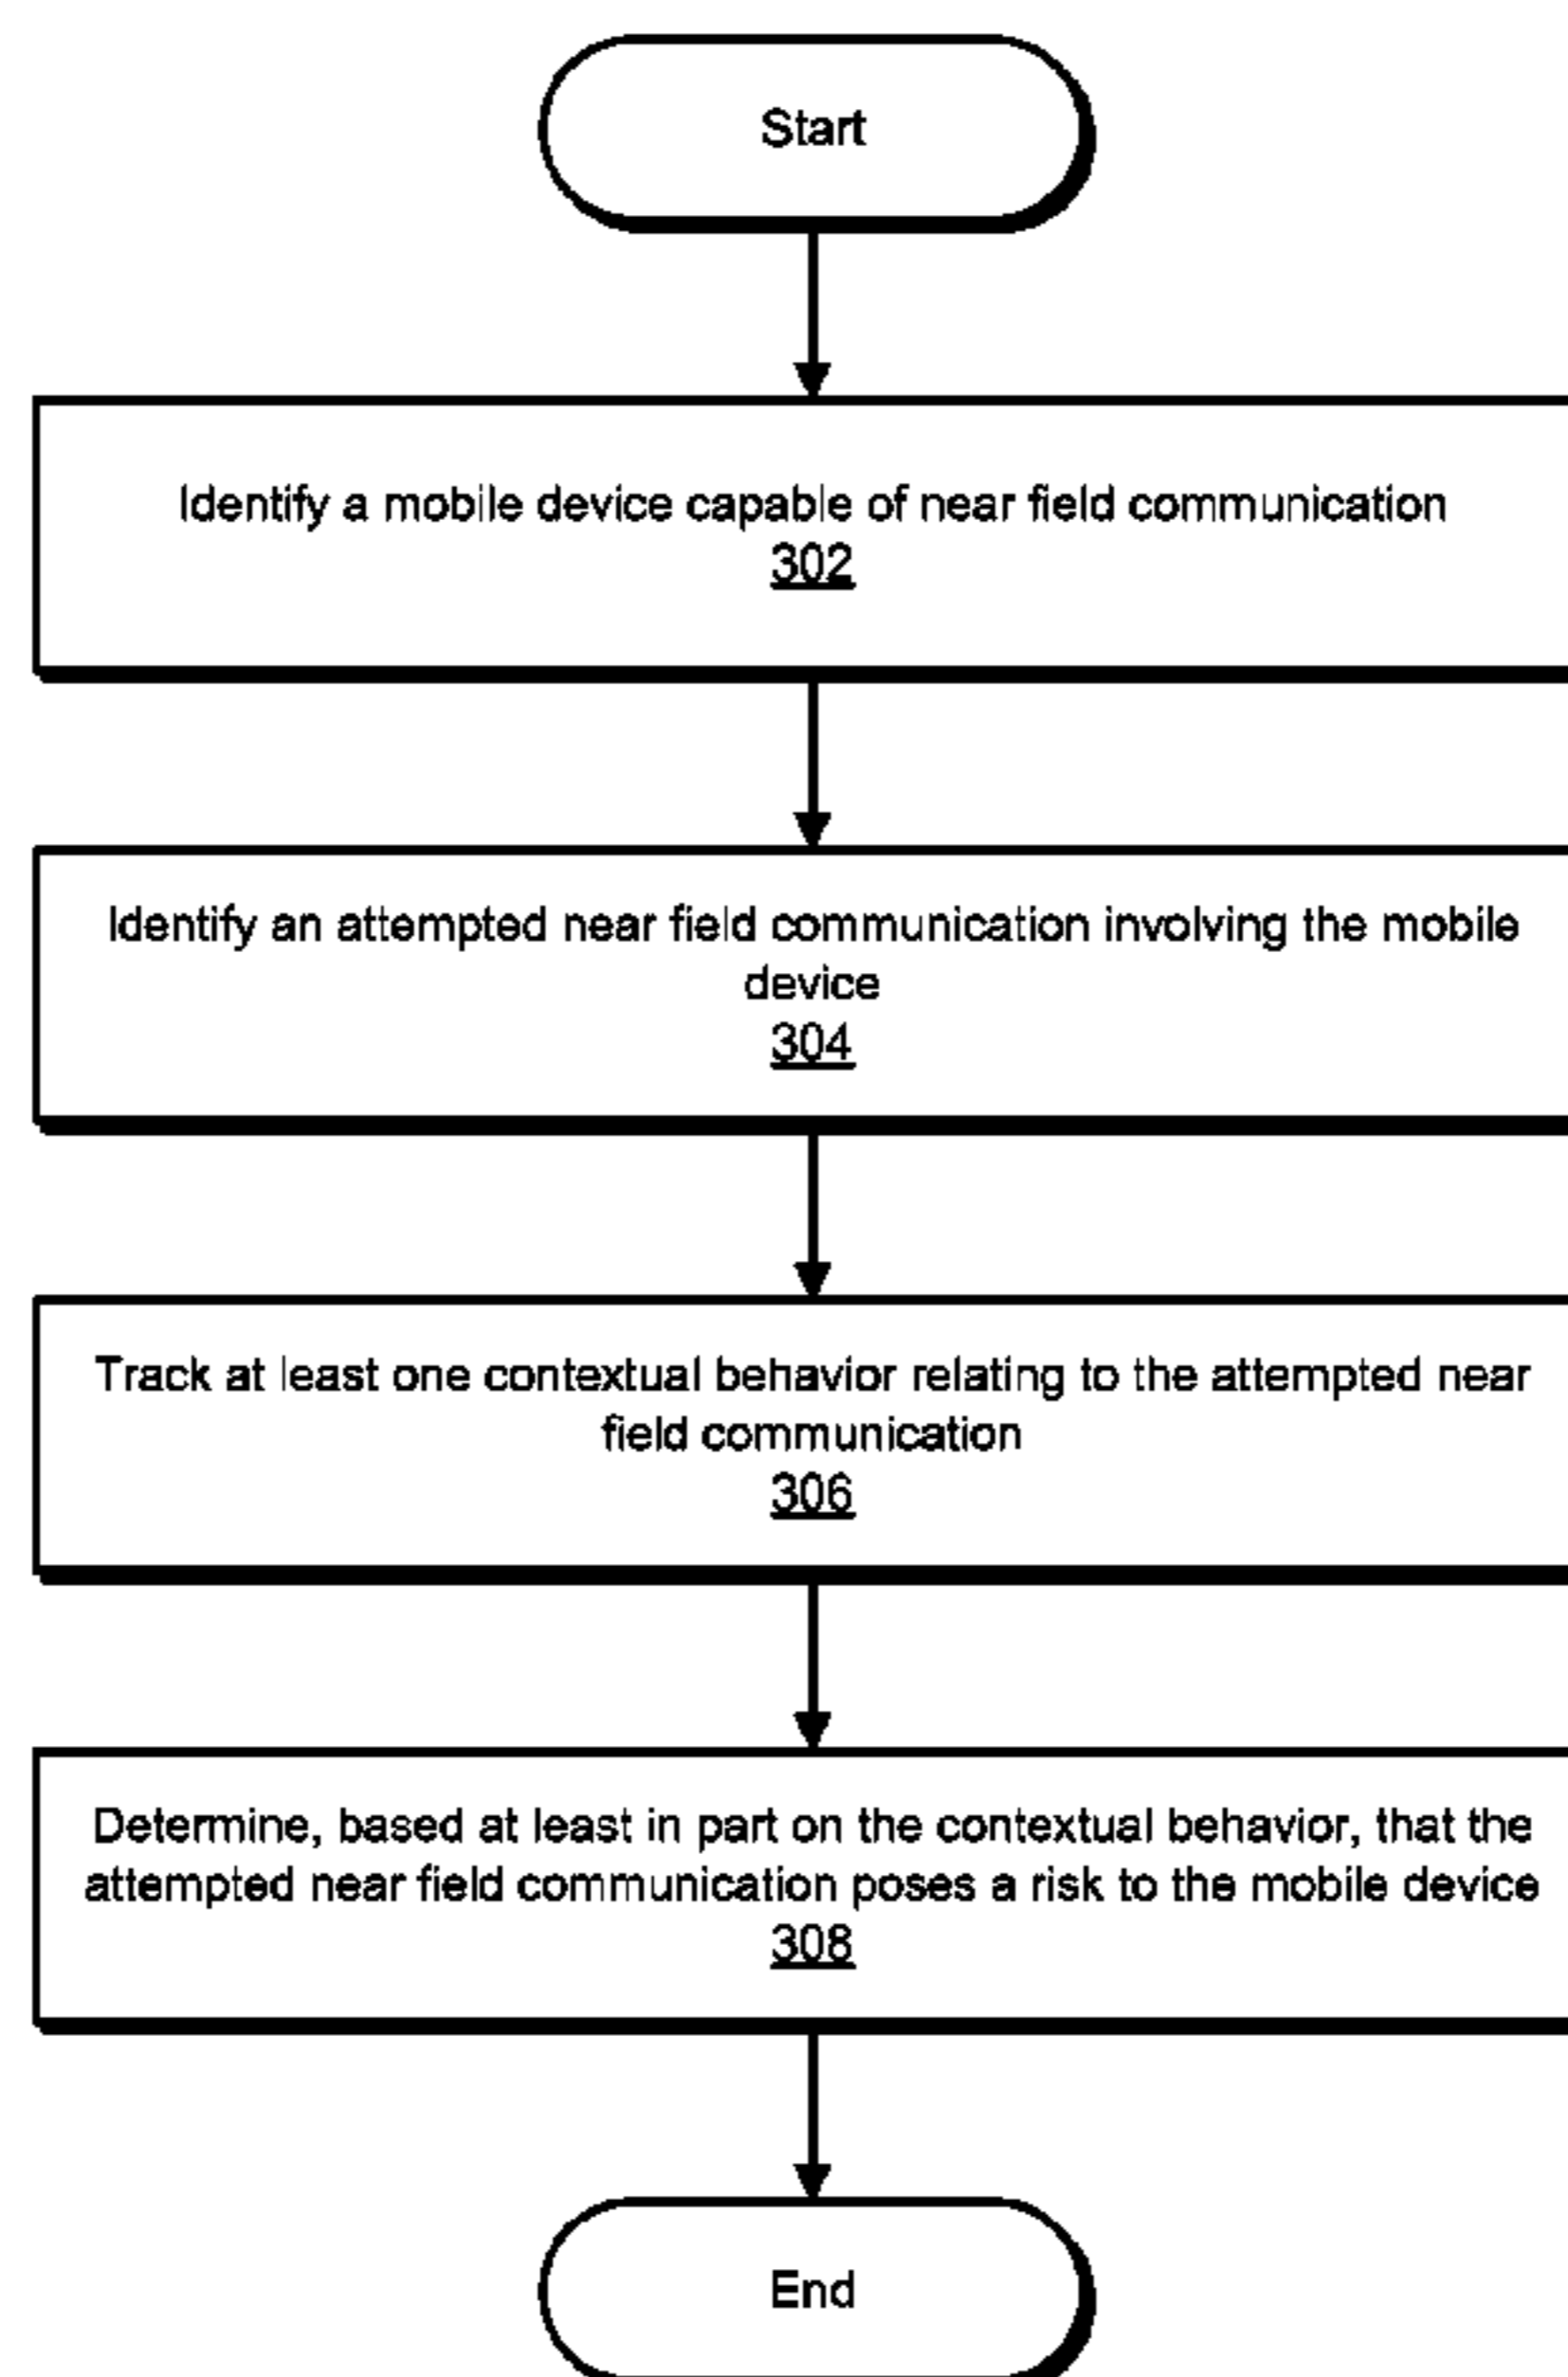 Start
Identify a mobile device capable of near field communication
302
Identify an attempted near field communication involving the mobile
device
304
Track at least one contextual behavior relating to the attempted near
field communication
306
Determine, based at least in part on the contextual behavior, that the
attempted near field communication poses a risk to the mobile device
308
End